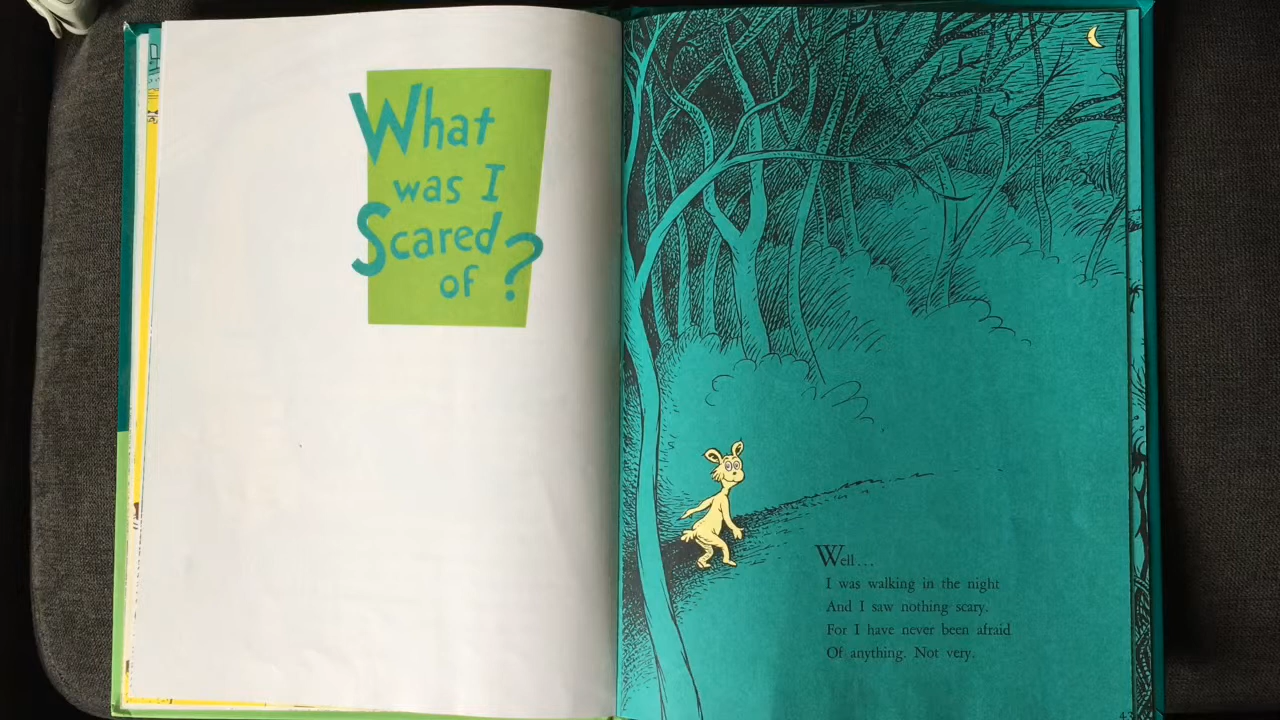 What
was I
Scared
of?
Well...
I was walking in the night
And I saw nothing scary.
For I have never been afraid
Of anything. Not very.